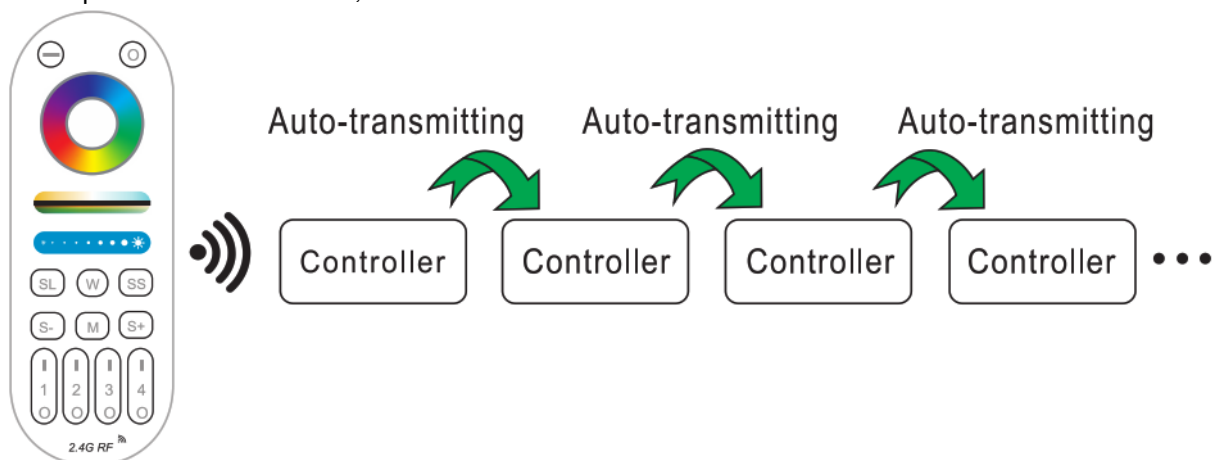 Auto-transmitting Auto-transmitting Auto-transmitting
Controller Controller Controller Controller
SL W SS
S- M S+
1 2 3 4
2.4G RF